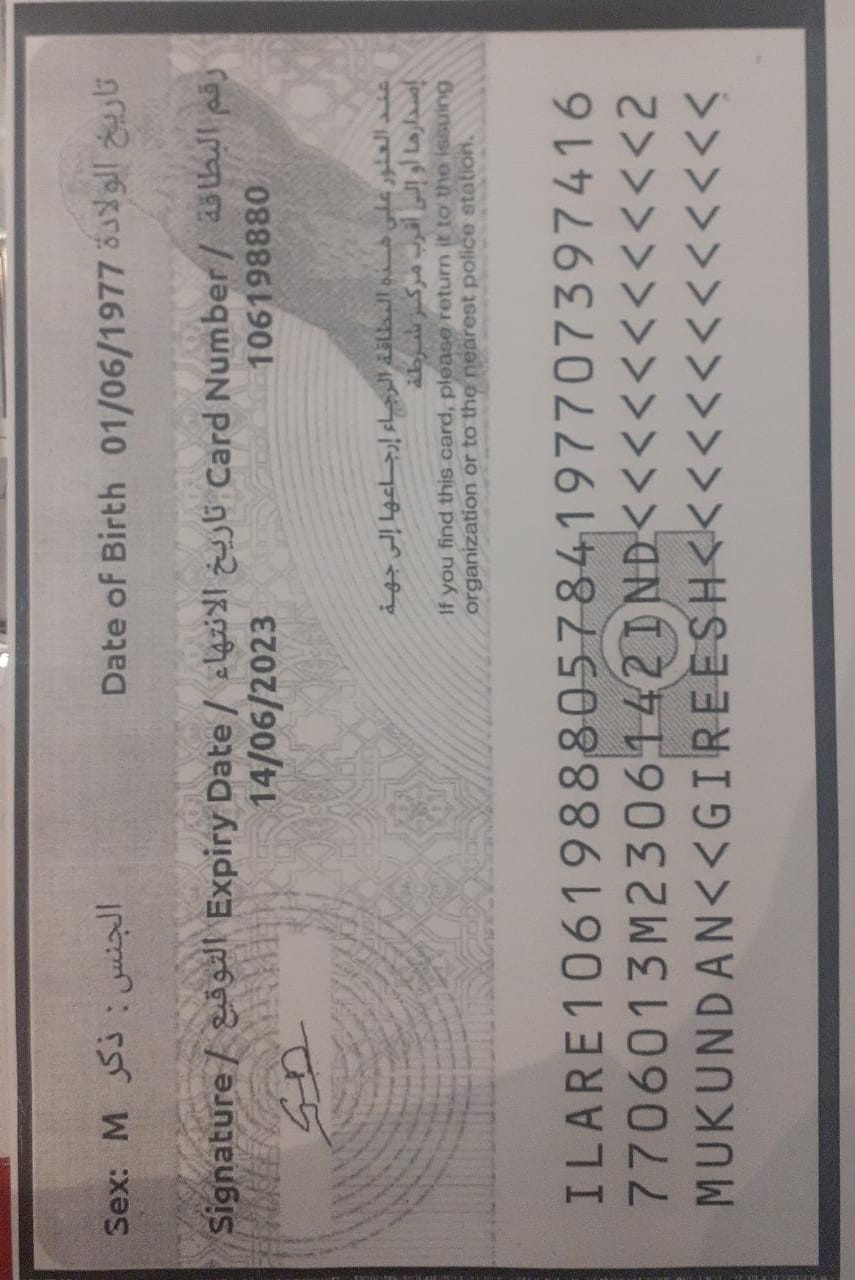 Sex: M الجنس : ذكر Date of Birth 01/06/1977 تاريخ الولادة
Signature / التوقيع Expiry Date / تاريخ الانتهاء Card Number / رقم البطاقة
14/06/2023 106198880
عند العثور على هذه البطاقة الرجاء إرجاعها إلى جهة
إصدارها أو إلى أقرب مركز شرطة
If you find this card, please return it to the issuing
organization or to the nearest police station.
ILARE1061988805784197707397416
7706013M2306142IND<<<<<<<<<<<2
MUKUNDAN<<GIREESH<<<<<<<<<<<<<